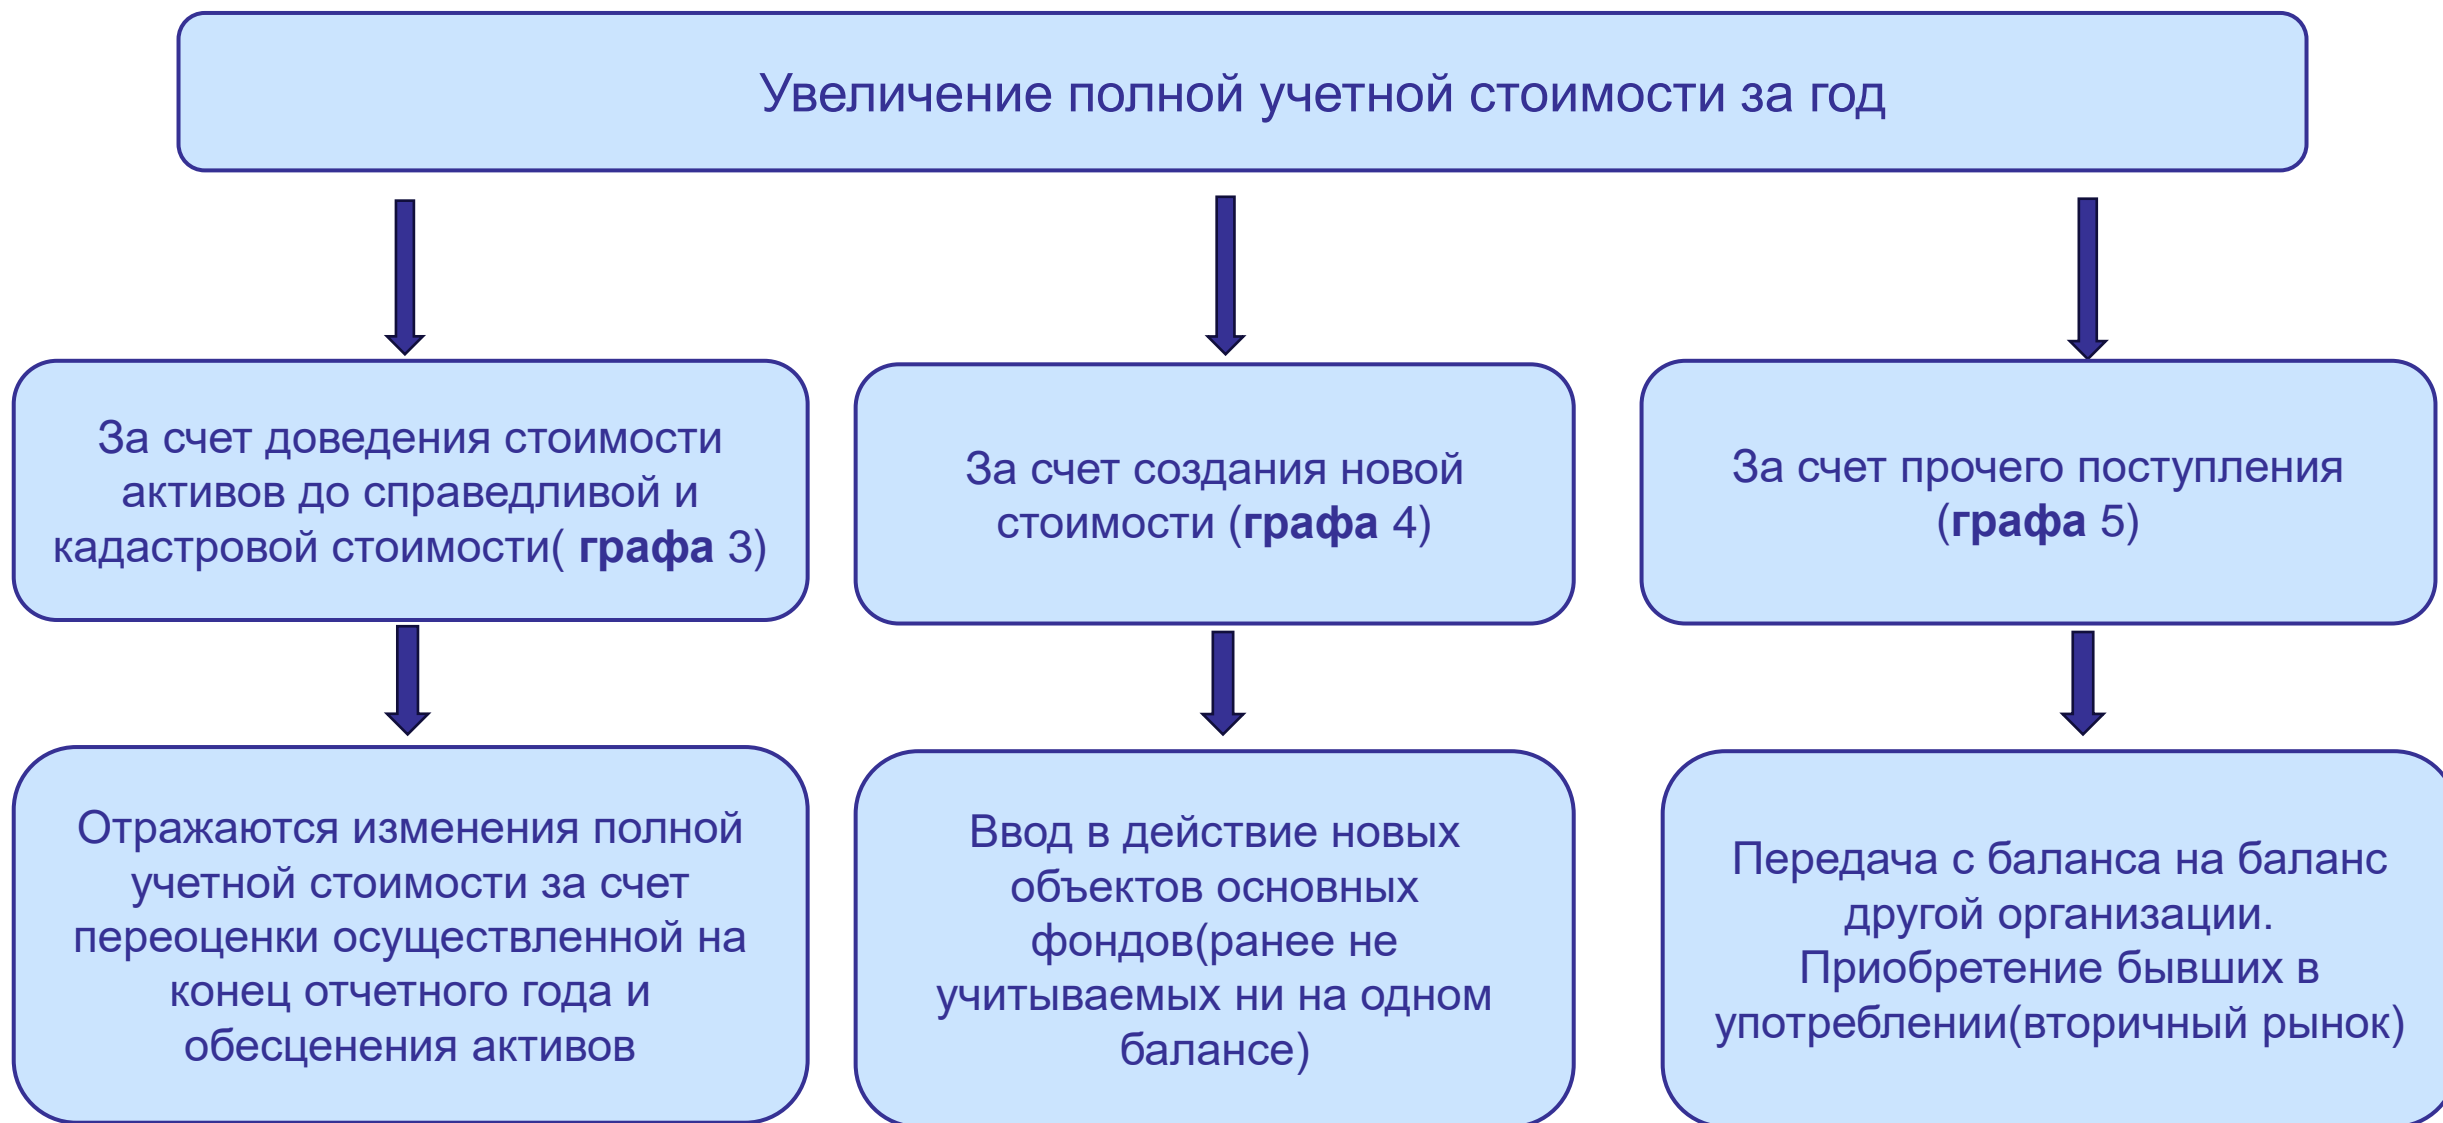 Увеличение полной учетной стоимости за год
За счет доведения стоимости
активов до справедливой и
кадастровой стоимости( графа 3)
За счет создания новой
стоимости (графа 4)
За счет прочего поступления
(графа 5)
Отражаются изменения полной
учетной стоимости за счет
переоценки осуществленной на
конец отчетного года и
обесценения активов
Ввод в действие новых
объектов основных
фондов(ранее не
учитываемых ни на одном
балансе)
Передача с баланса на баланс
другой организации.
Приобретение бывших в
употреблении(вторичный рынок)